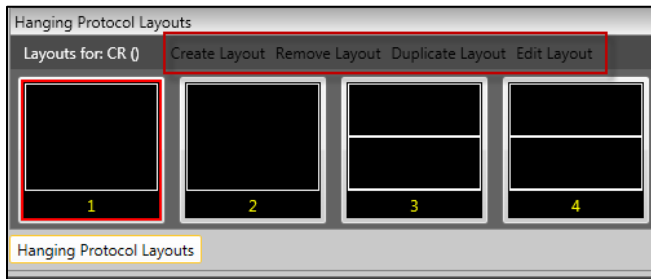 Hanging Protocol Layouts
Layouts for: CR () Create Layout Remove Layout Duplicate Layout Edit Layout
1 2 3 4
Hanging Protocol Layouts